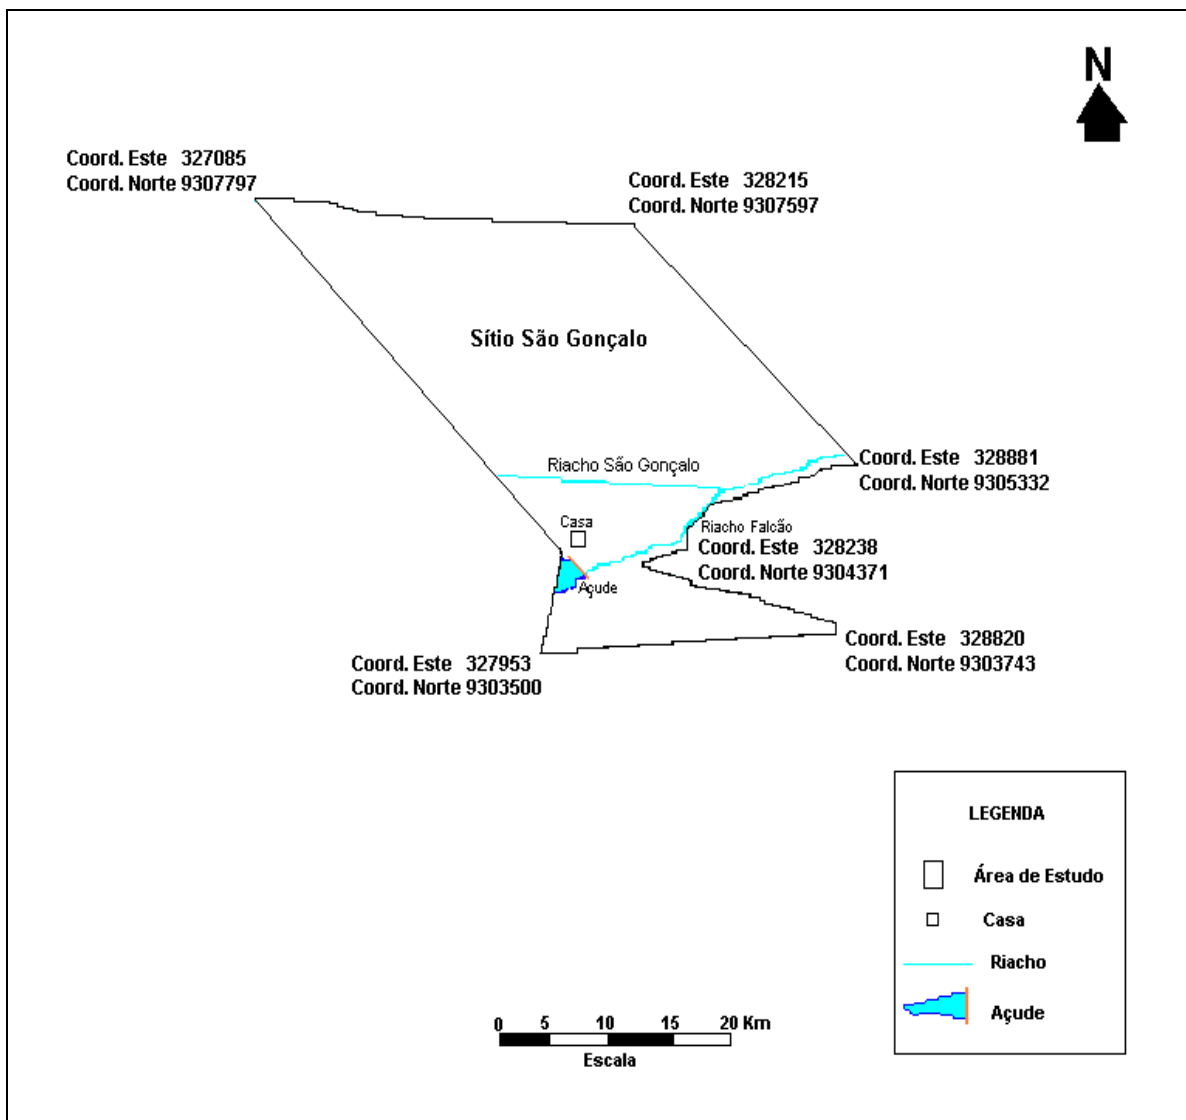 N
Coord. Este 327085
Coord. Norte 9307797
Coord. Este 328215
Coord. Norte 9307597
Sítio São Gonçalo
Riacho São Gonçalo
Coord. Este 328881
Coord. Norte 9305332
Casa
Riacho Falcão
Coord. Este 328238
Coord. Norte 9304371
Açude
Coord. Este 328820
Coord. Norte 9303743
Coord. Este 327953
Coord. Norte 9303500
LEGENDA
Área de Estudo
Casa
Riacho
Açude
0 5 10 15 20 Km
Escala